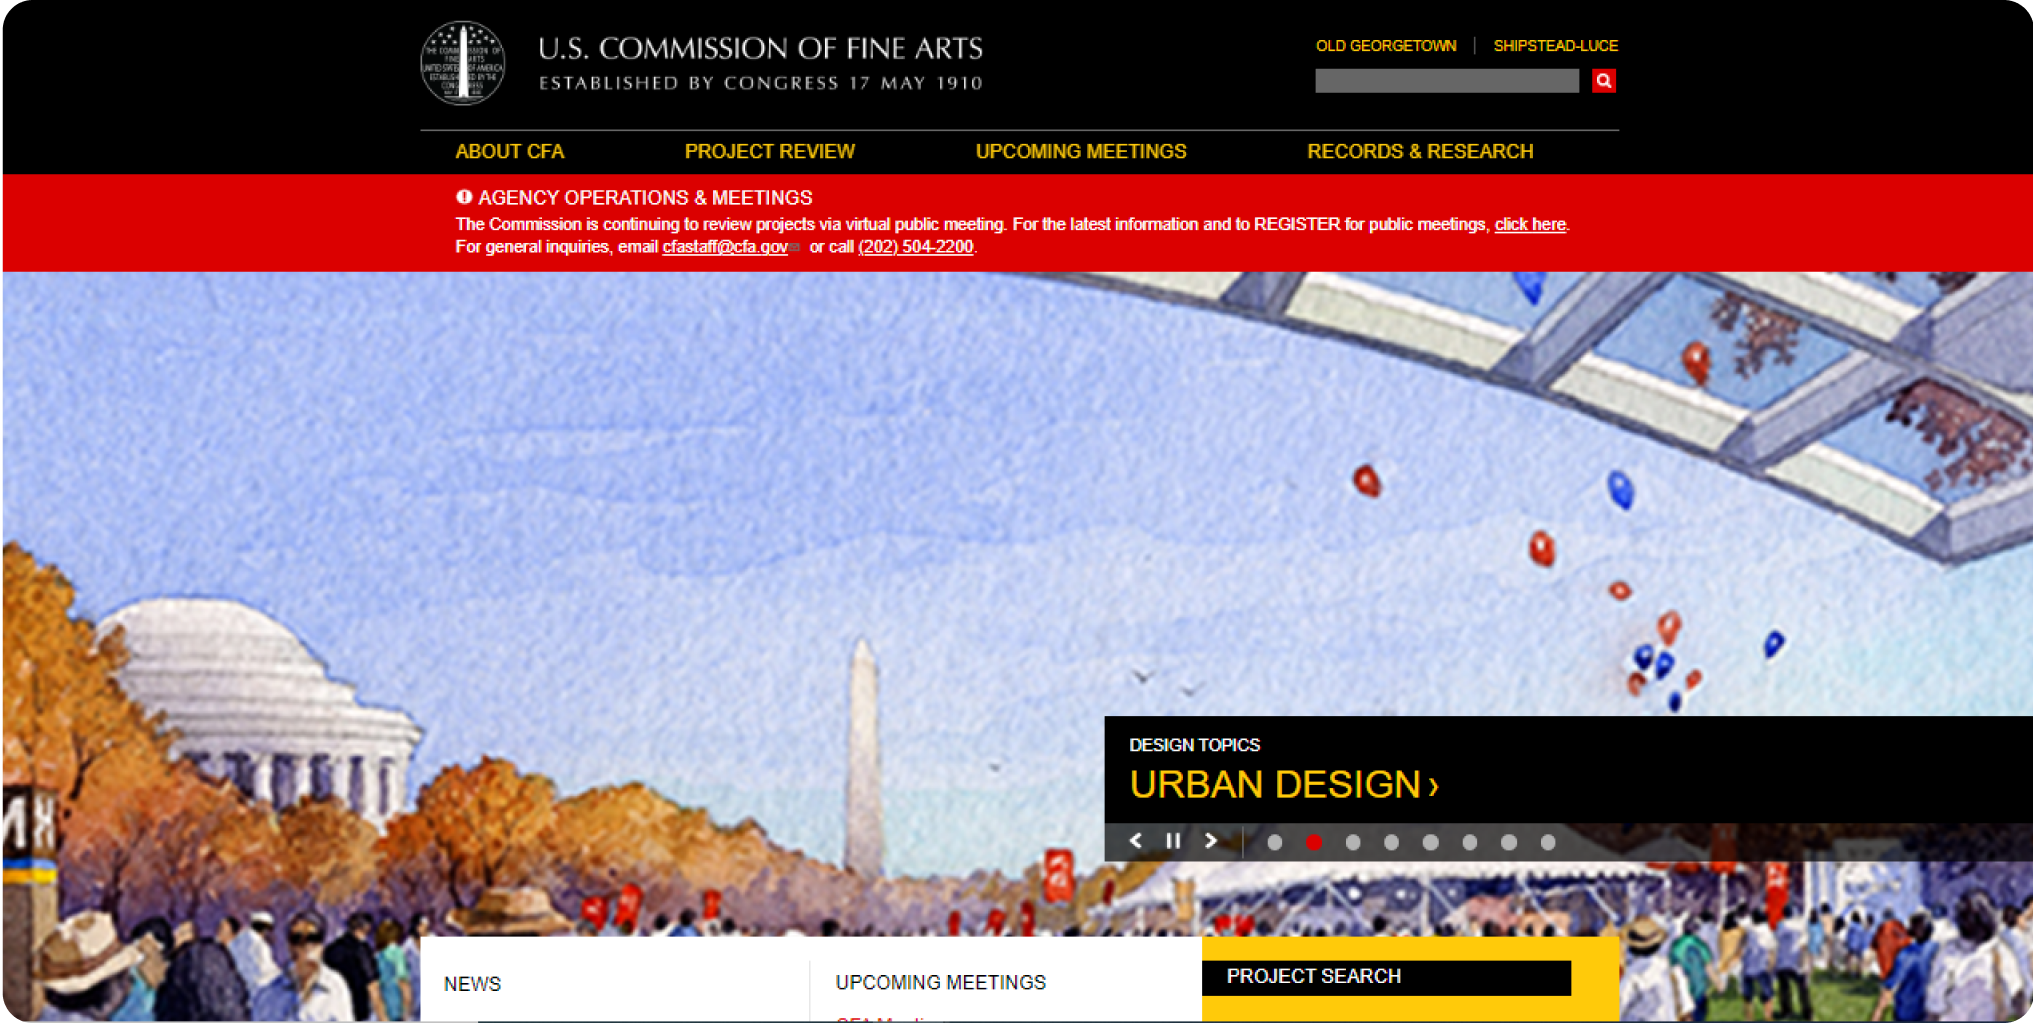 U.S. COMMISSION OF FINE ARTS
ESTABLISHED BY CONGRESS 17 MAY 1910
OLD GEORGETOWN | SHIPSTEAD-LUCE
ABOUT CFA
PROJECT REVIEW
UPCOMING MEETINGS
RECORDS & RESEARCH
AGENCY OPERATIONS & MEETINGS
The Commission is continuing to review projects via virtual public meeting. For the latest information and to REGISTER for public meetings, click here.
For general inquiries, email cfastaff@cfa.gov or call (202) 504-2200.
DESIGN TOPICS
URBAN DESIGN ›
NEWS
UPCOMING MEETINGS
PROJECT SEARCH